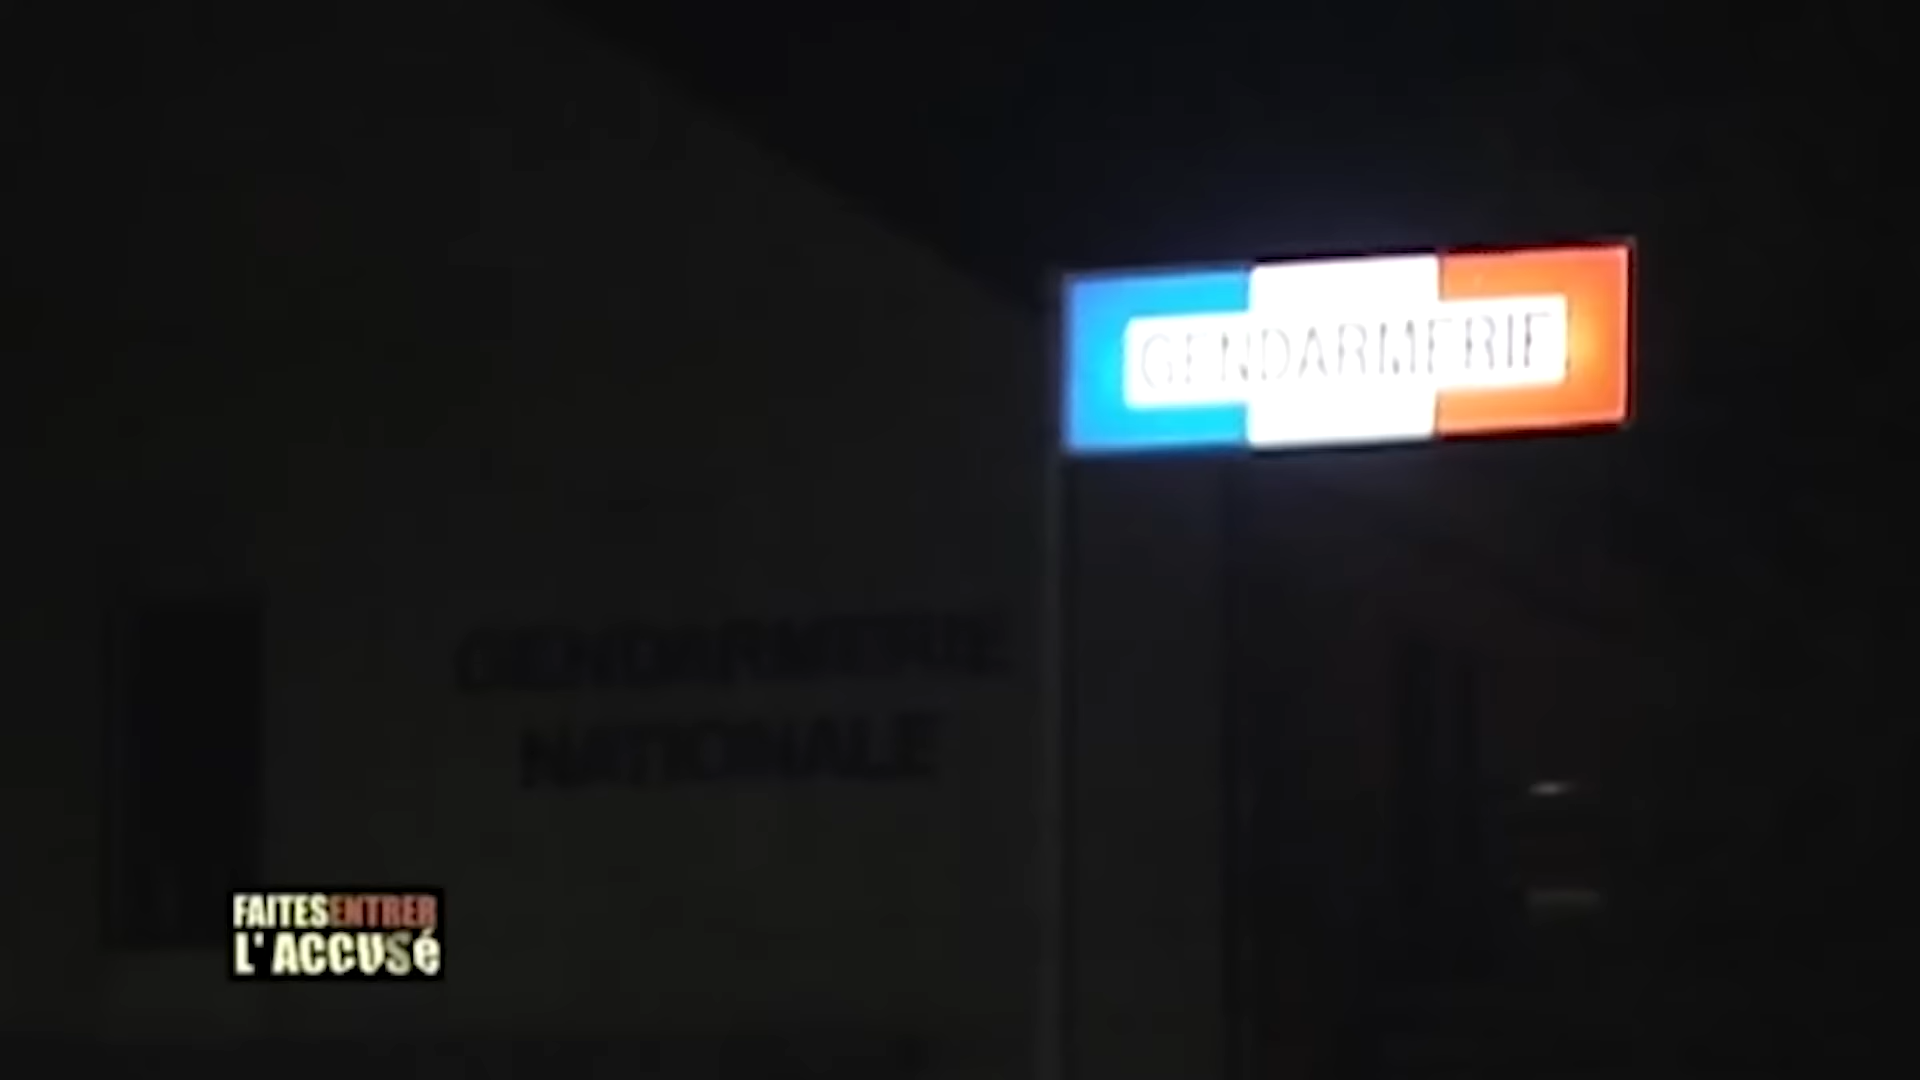 GENDARMERIE
GENDARMERIE
NATIONALE
FAITES ENTRER
L'ACCUSé